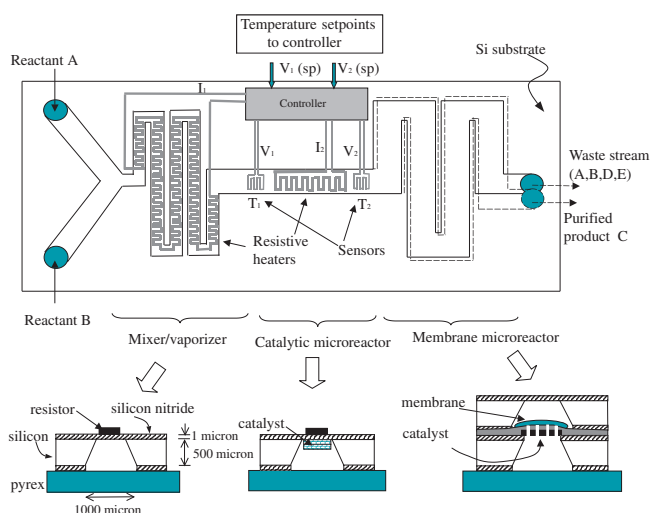 Temperature setpoints
to controller
Reactant A
V₁ (sp)
V₂ (sp)
Si substrate
I₁
Controller
V₁
I₂
V₂
Waste stream
(A,B,D,E)
T₁
T₂
Purified
product C
Resistive
heaters
Sensors
Reactant B
Mixer/vaporizer
Catalytic microreactor
Membrane microreactor
resistor
silicon nitride
silicon
1 micron
500 micron
pyrex
1000 micron
catalyst
membrane
catalyst